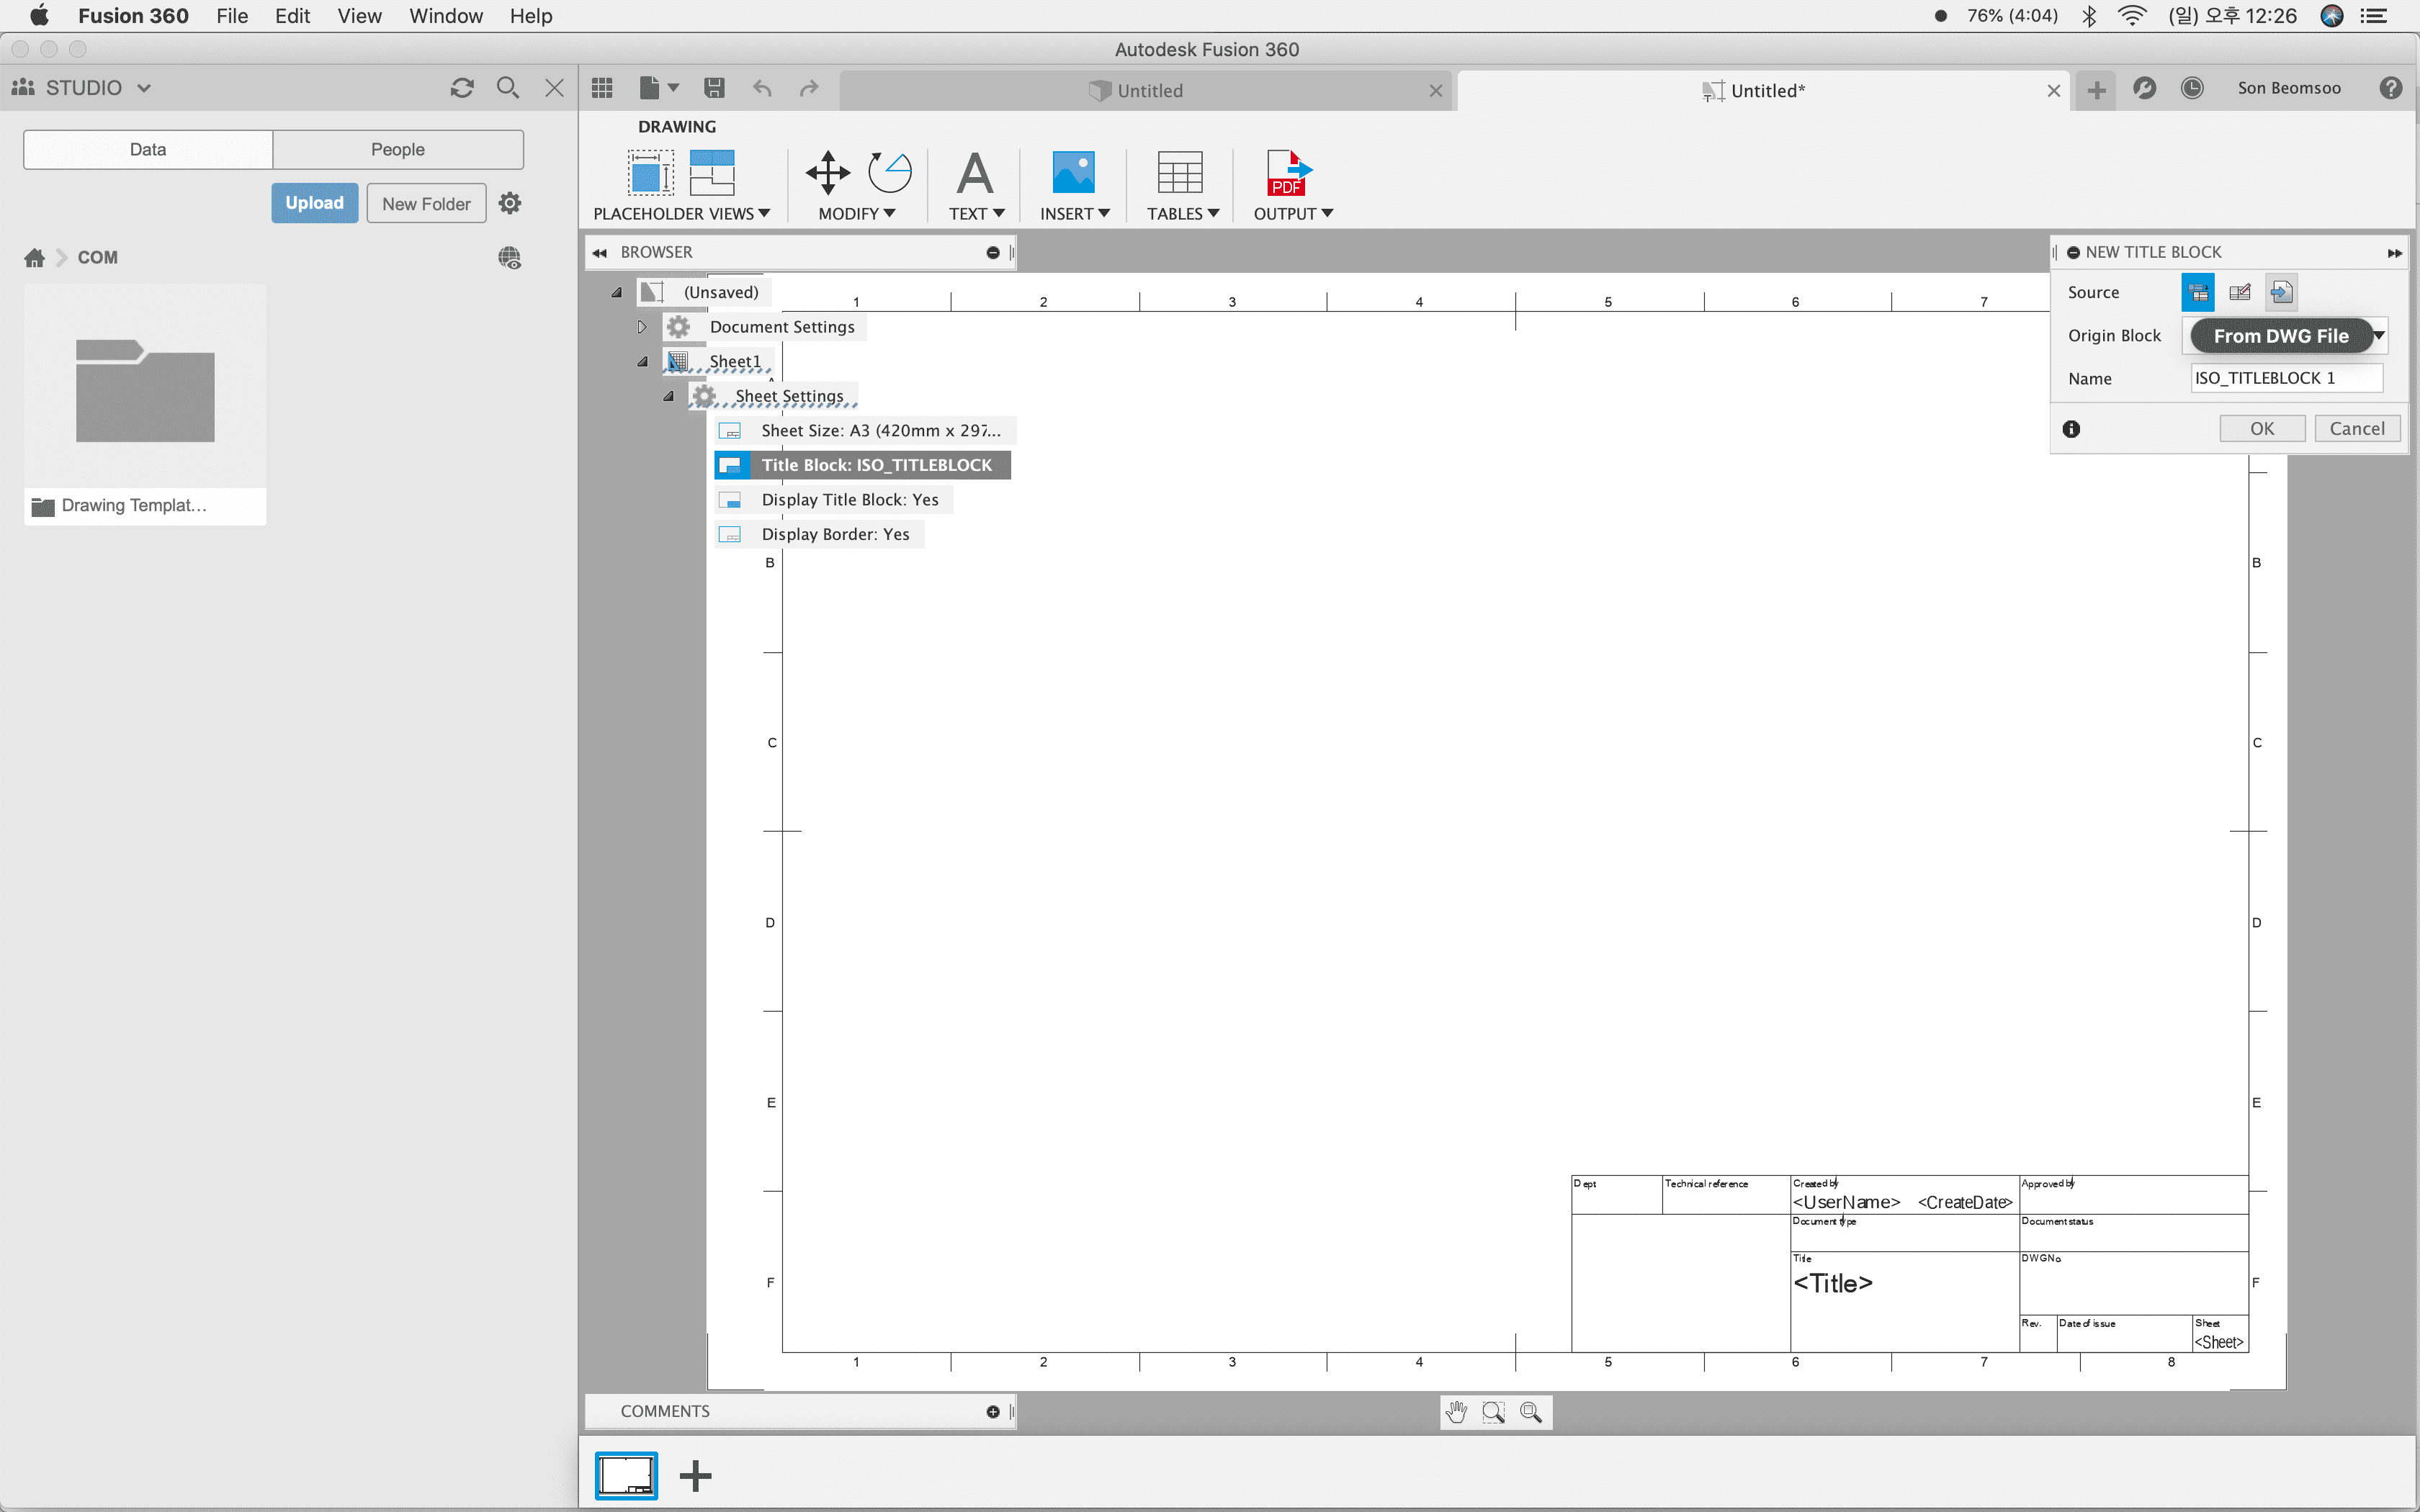 Fusion 360 File Edit View Window Help 76% (4:04) (일) 오후 12:26
Autodesk Fusion 360
STUDIO Untitled Untitled* Son Beomsoo
Data People
Upload New Folder
COM
Drawing Templat...
DRAWING
PDF
PLACEHOLDER VIEWS MODIFY TEXT INSERT TABLES OUTPUT
BROWSER
(Unsaved)
Document Settings
Sheet1
Sheet Settings
Sheet Size: A3 (420mm x 297...
Title Block: ISO_TITLEBLOCK
Display Title Block: Yes
Display Border: Yes
NEW TITLE BLOCK
Source
Origin Block From DWG File
Name ISO_TITLEBLOCK 1
OK Cancel
1 2 3 4 5 6 7
B B
C C
D D
E E
F F
Dept Technical reference Created by Approved by
<UserName> <CreateDate>
Document type Document status
Title DWG No.
<Title>
Rev. Date of issue Sheet
<Sheet>
1 2 3 4 5 6 7 8
COMMENTS